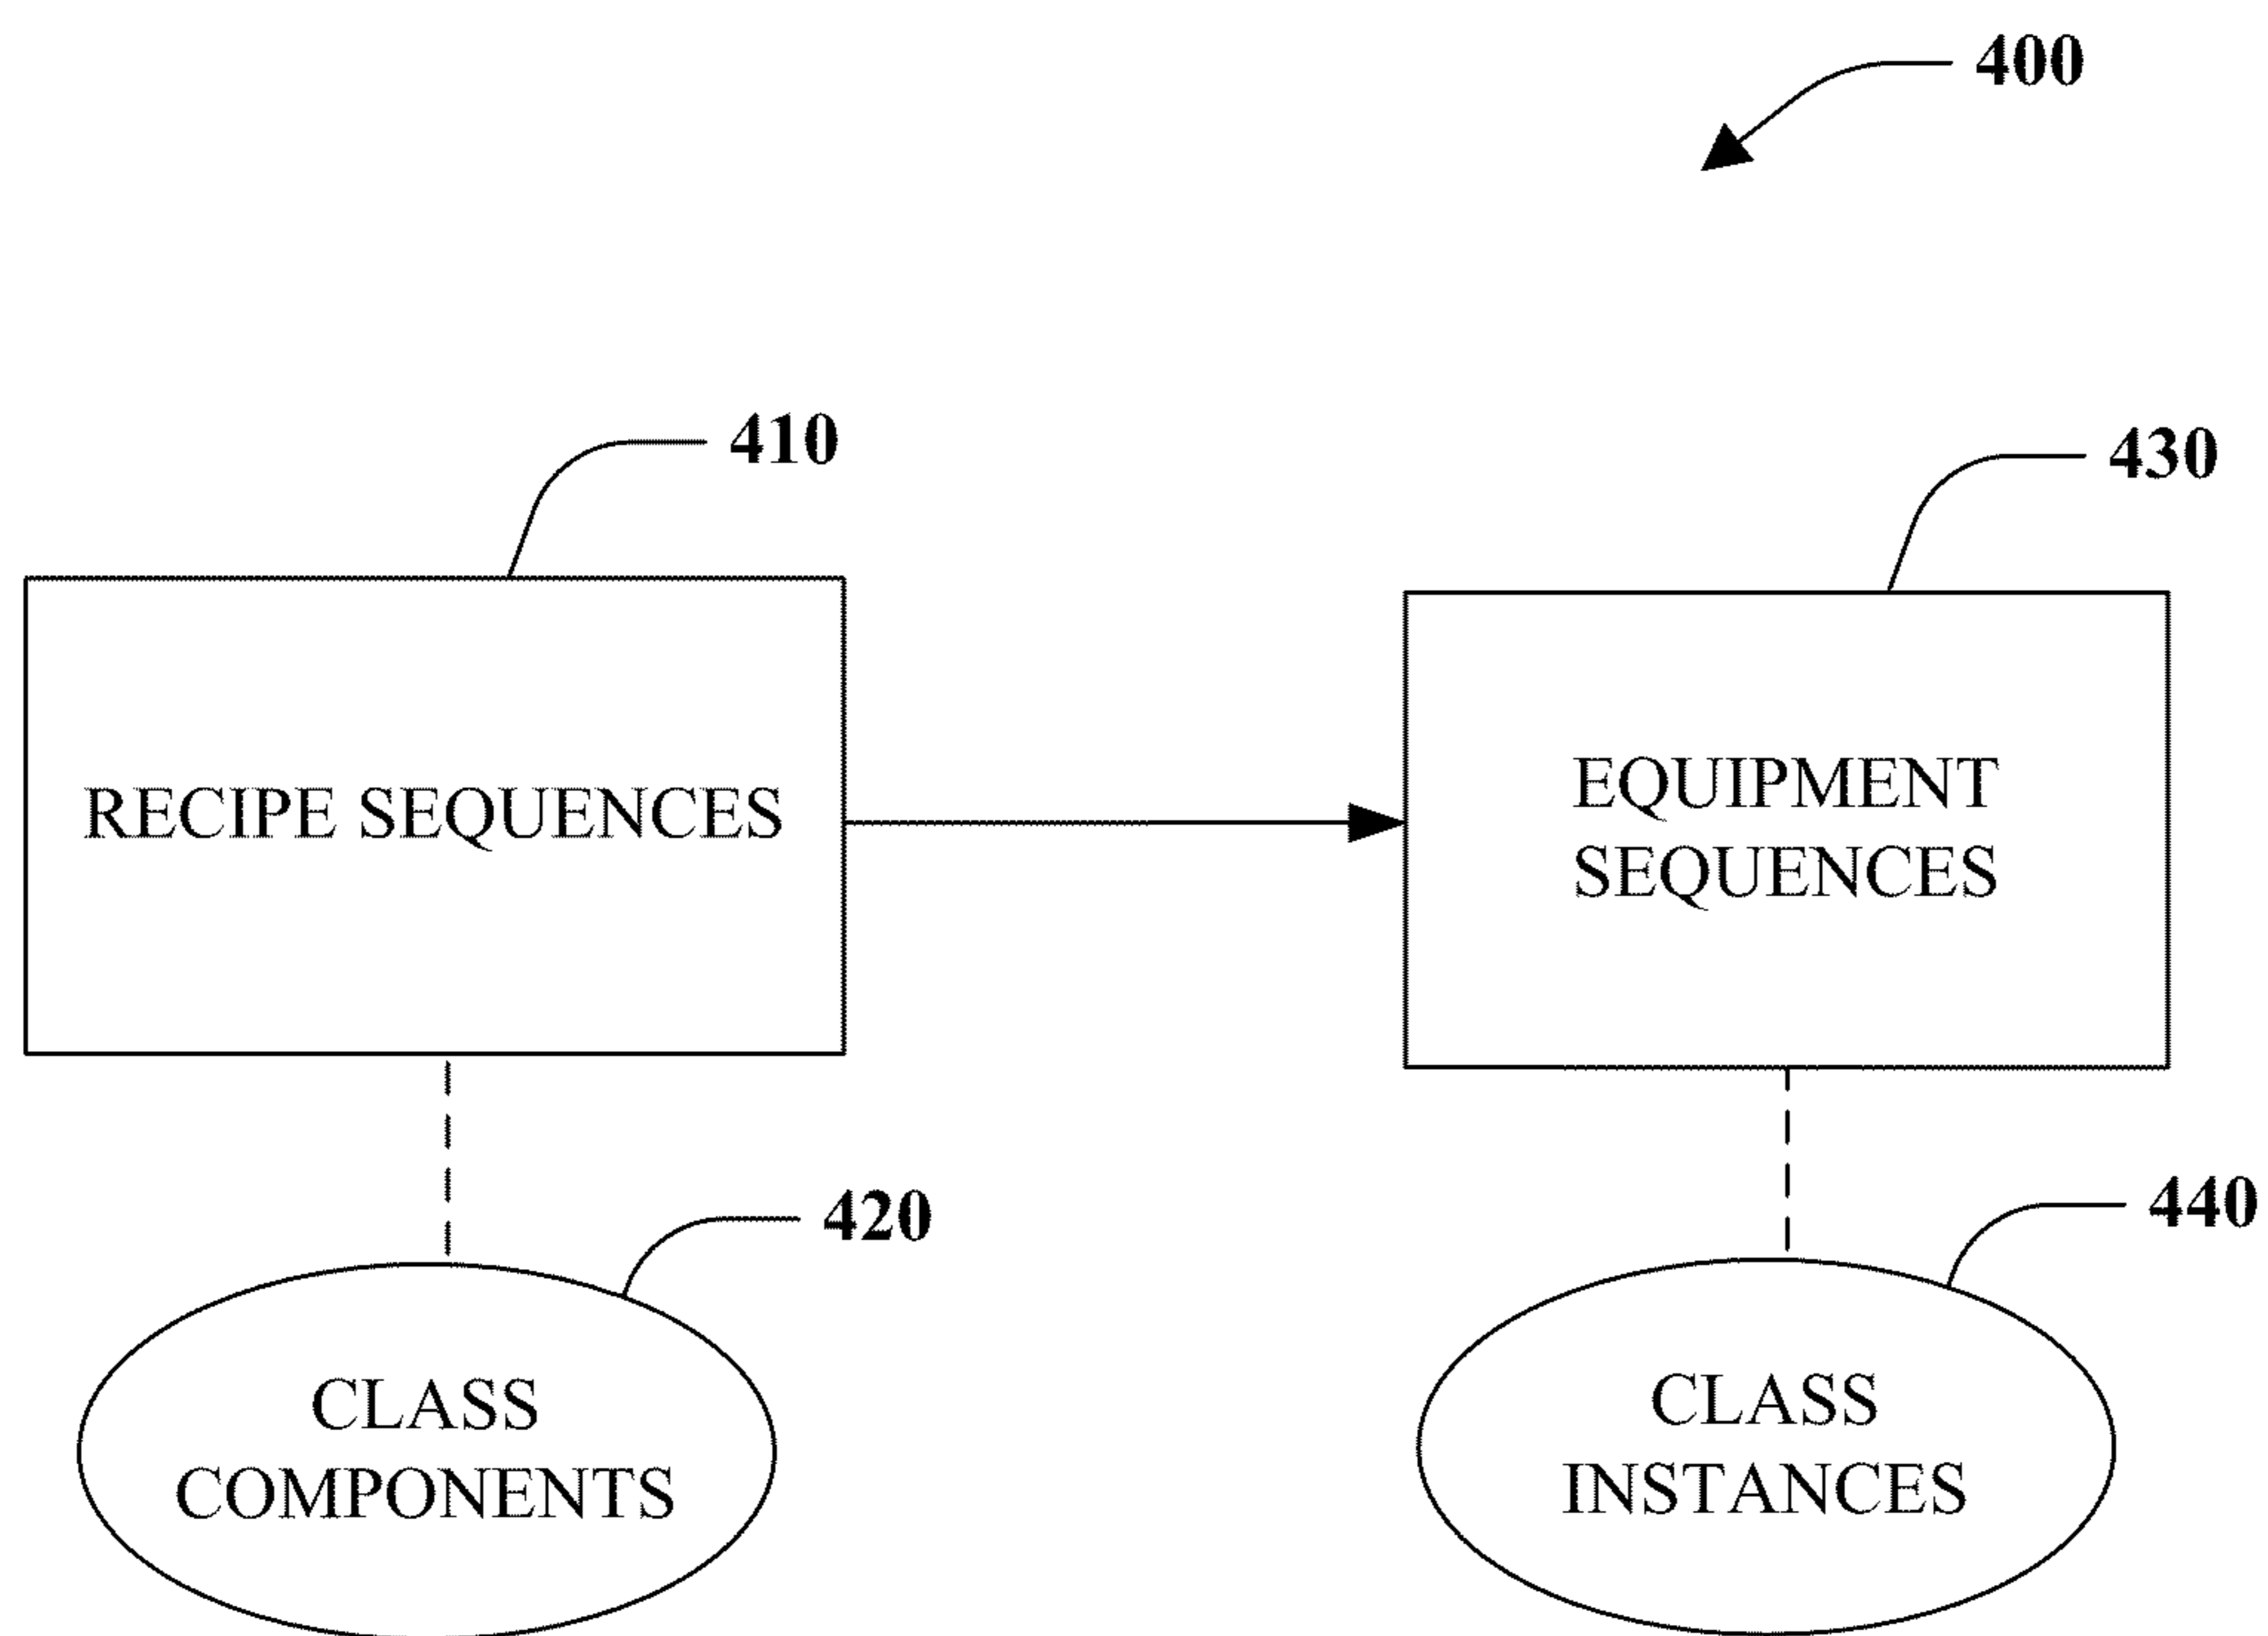 400
410
430
RECIPE SEQUENCES
EQUIPMENT
SEQUENCES
420
440
CLASS
COMPONENTS
CLASS
INSTANCES